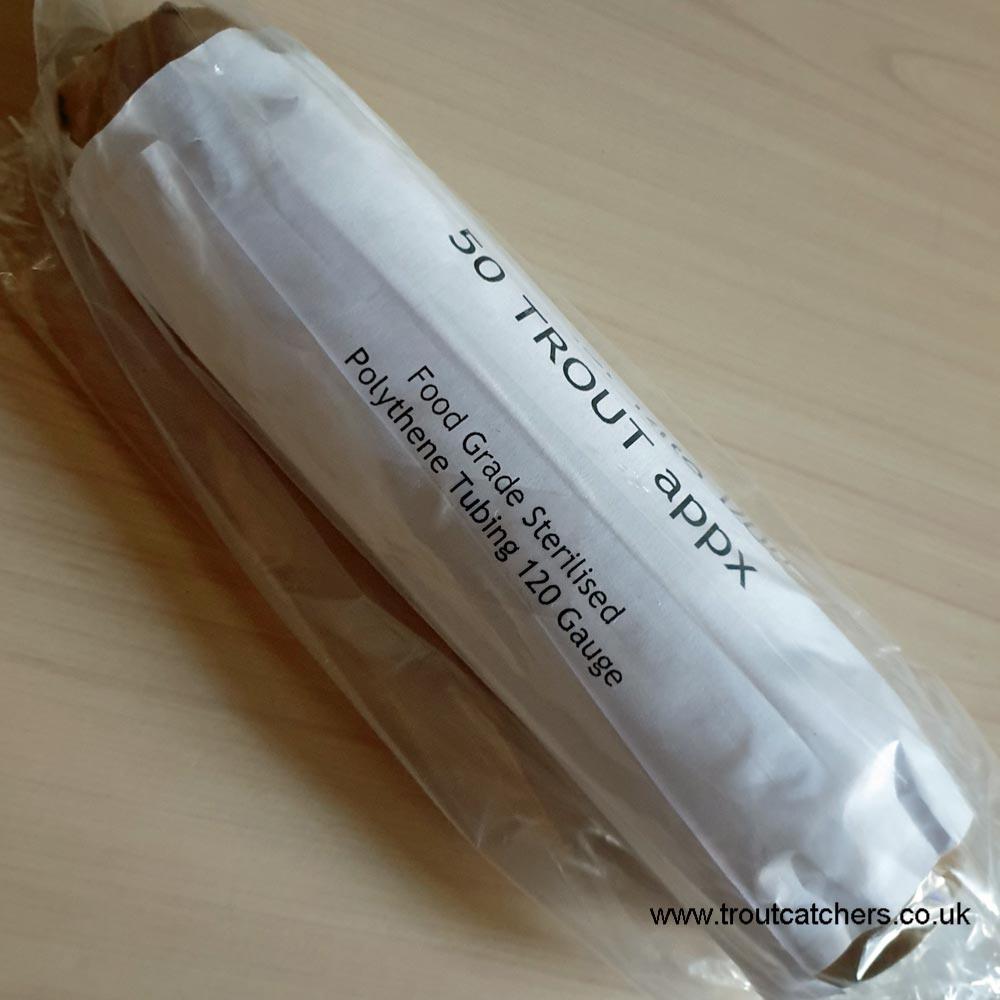 50 TROUT appx
Food Grade Sterilised
Polythene Tubing 120 Gauge
www.troutcatchers.co.uk